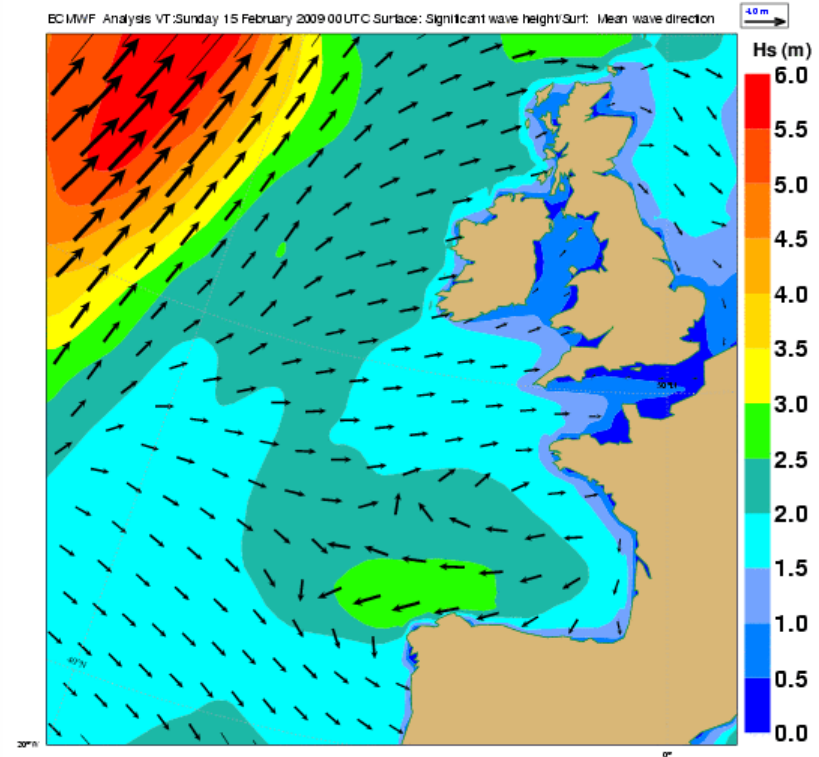 ECMWF Analysis VT:Sunday 15 February 2009 00UTC Surface: Significant wave height/Surf: Mean wave direction
4.0 m
Hs (m)
6.0
5.5
5.0
4.5
4.0
3.5
3.0
2.5
2.0
1.5
1.0
0.5
0.0
40°N
20°W
0°